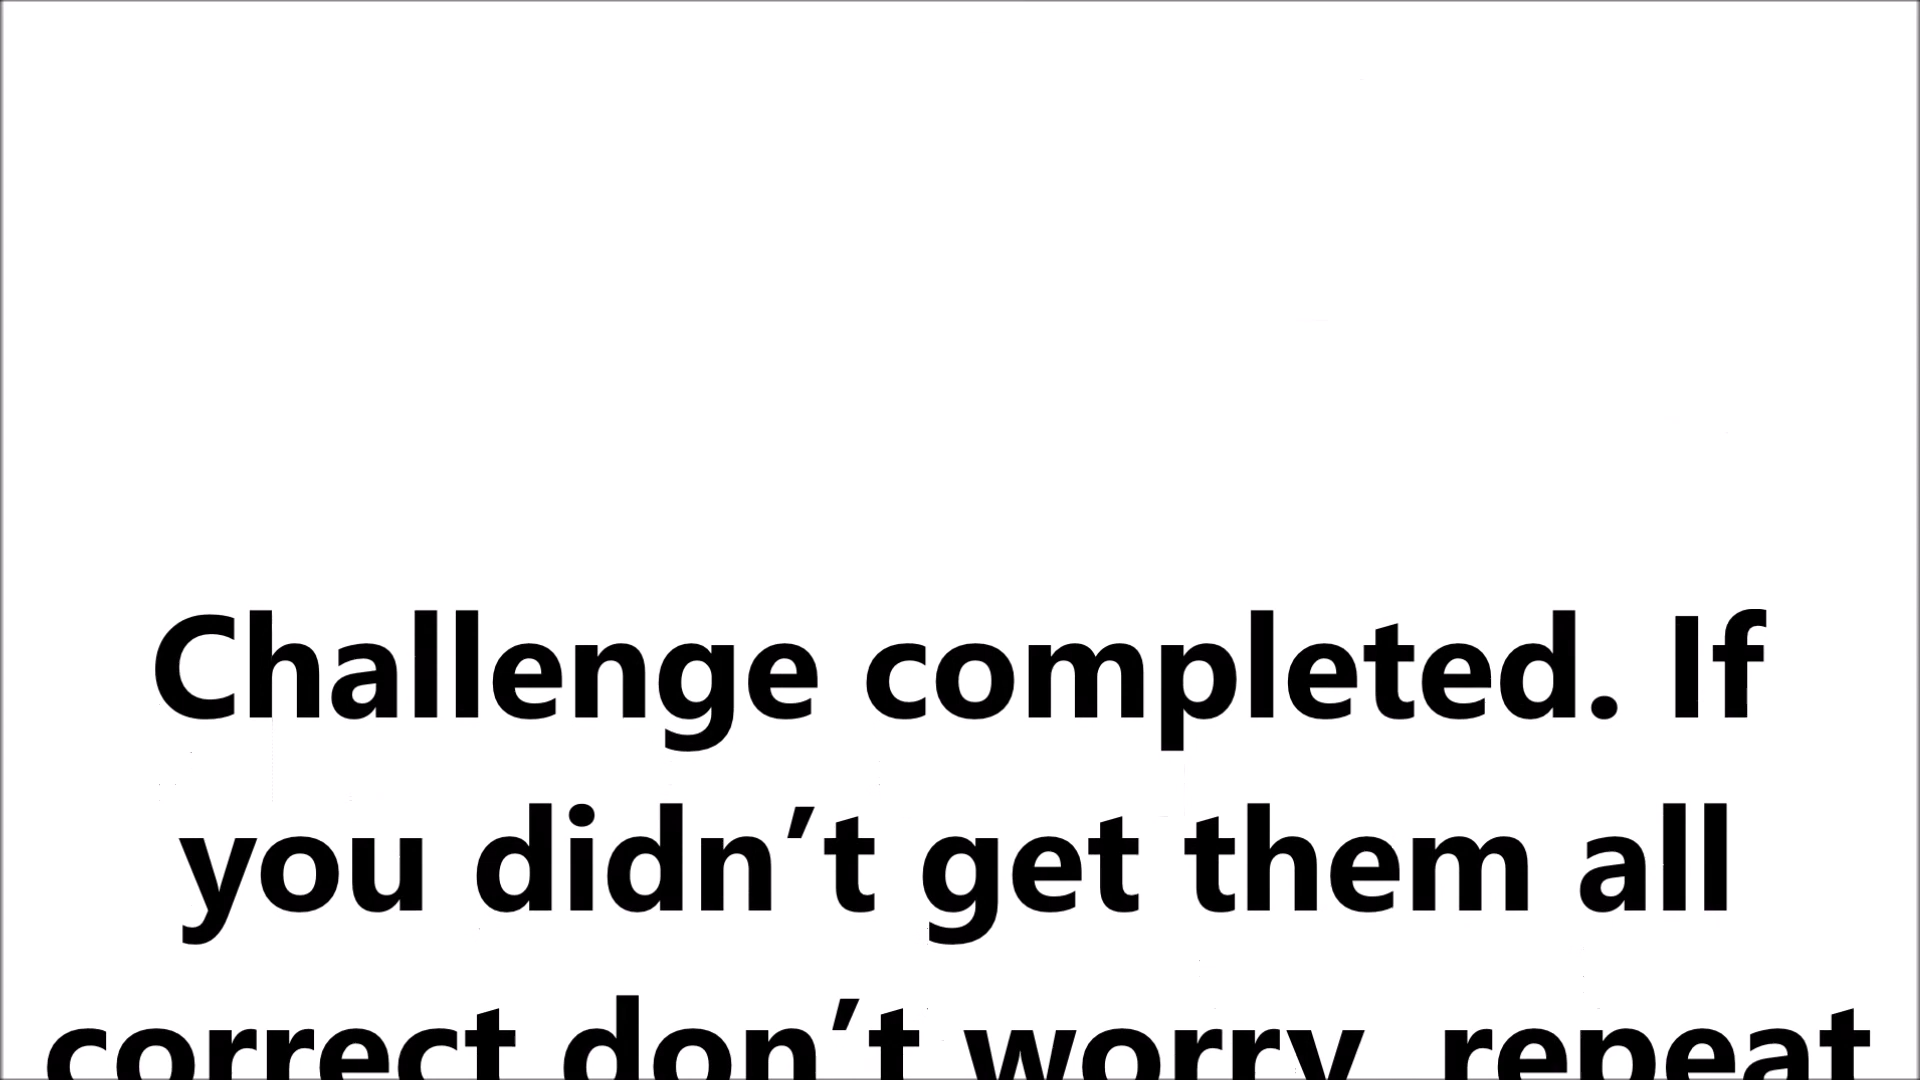 Challenge completed. If
you didn’t get them all
correct don’t worry repeat